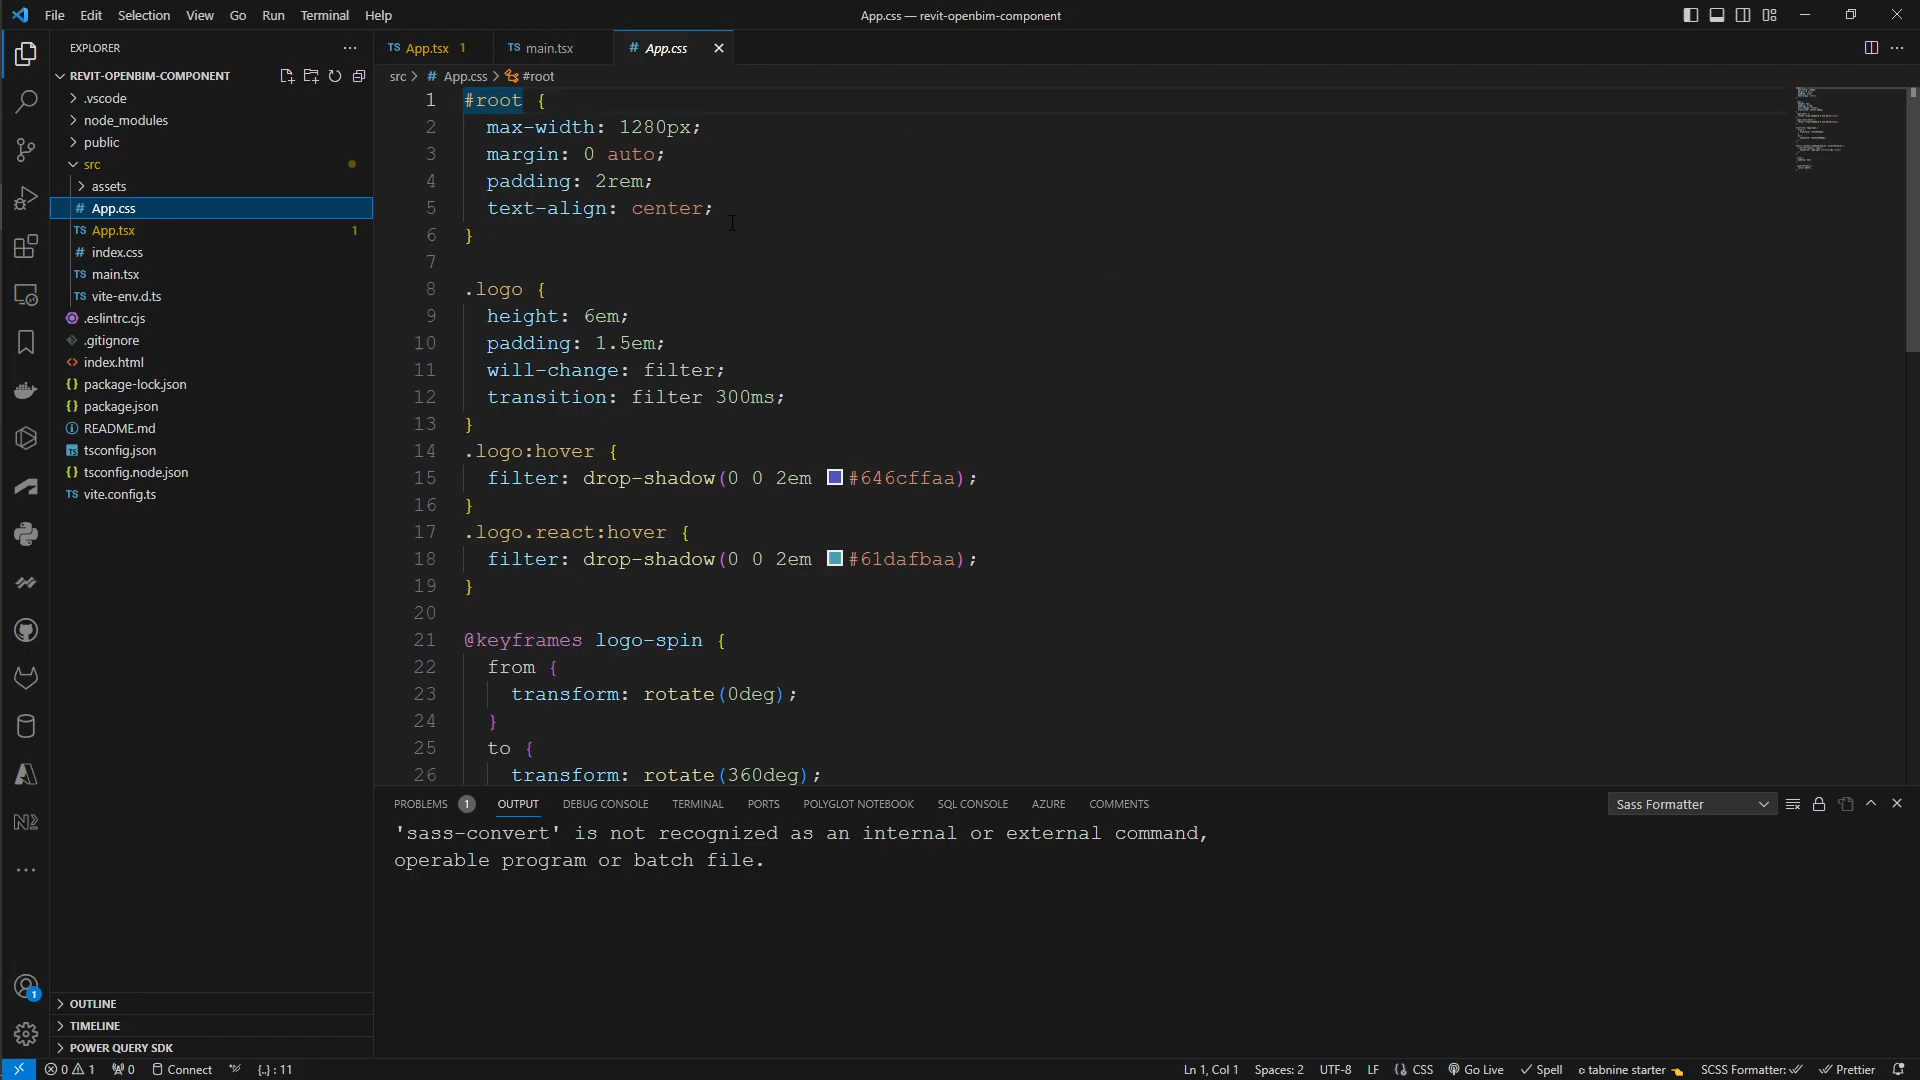 File Edit Selection View Go Run Terminal Help
App.css — revit-openbim-component
EXPLORER
REVIT-OPENBIM-COMPONENT
.vscode
node_modules
public
src
assets
# App.css
TS App.tsx 1
# index.css
TS main.tsx
TS vite-env.d.ts
.eslintrc.cjs
.gitignore
<> index.html
{} package-lock.json
{} package.json
README.md
TS tsconfig.json
{} tsconfig.node.json
TS vite.config.ts
OUTLINE
TIMELINE
POWER QUERY SDK
TS App.tsx 1
TS main.tsx
# App.css
src > # App.css > #root
1 #root {
2 max-width: 1280px;
3 margin: 0 auto;
4 padding: 2rem;
5 text-align: center;
6 }
7
8 .logo {
9 height: 6em;
10 padding: 1.5em;
11 will-change: filter;
12 transition: filter 300ms;
13 }
14 .logo:hover {
15 filter: drop-shadow(0 0 2em #646cffaa);
16 }
17 .logo.react:hover {
18 filter: drop-shadow(0 0 2em #61dafbaa);
19 }
20
21 @keyframes logo-spin {
22 from {
23 transform: rotate(0deg);
24 }
25 to {
26 transform: rotate(360deg);
PROBLEMS 1 OUTPUT DEBUG CONSOLE TERMINAL PORTS POLYGLOT NOTEBOOK SQL CONSOLE AZURE COMMENTS
Sass Formatter
'sass-convert' is not recognized as an internal or external command,
operable program or batch file.
1
0 1 0 Connect {..} : 11
Ln 1, Col 1 Spaces: 2 UTF-8 LF CSS Go Live Spell tabnine starter SCSS Formatter: Prettier